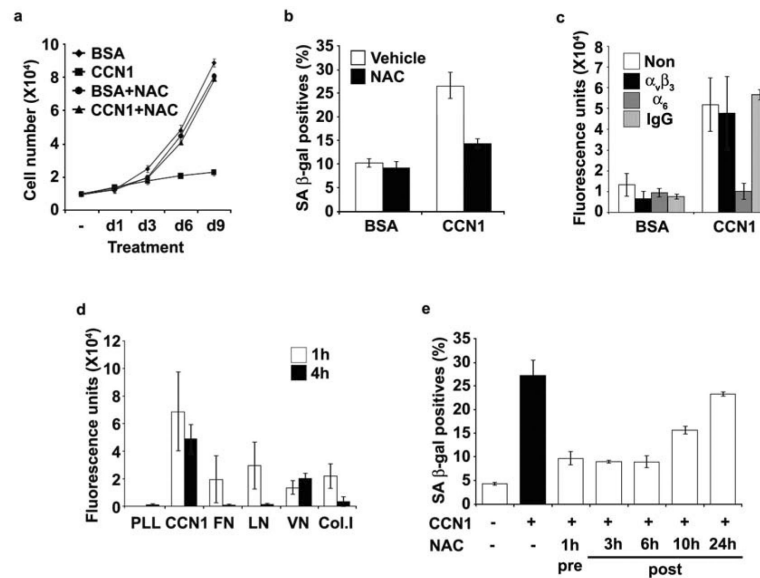 a
Cell number (X10⁴)
10
8
6
4
2
0
BSA
CCN1
BSA+NAC
CCN1+NAC
- d1 d3 d6 d9
Treatment
b
SA β-gal positives (%)
35
30
25
20
15
10
5
0
Vehicle
NAC
BSA CCN1
c
Fluorescence units (X10⁴)
8
7
6
5
4
3
2
1
0
Non
αvβ3
α6
IgG
BSA CCN1
d
Fluorescence units (X10⁴)
12
10
8
6
4
2
0
1h
4h
PLL CCN1 FN LN VN Col.I
e
SA β-gal positives (%)
35
30
25
20
15
10
5
0
CCN1 - + + + + + +
NAC - - 1h 3h 6h 10h 24h
pre post